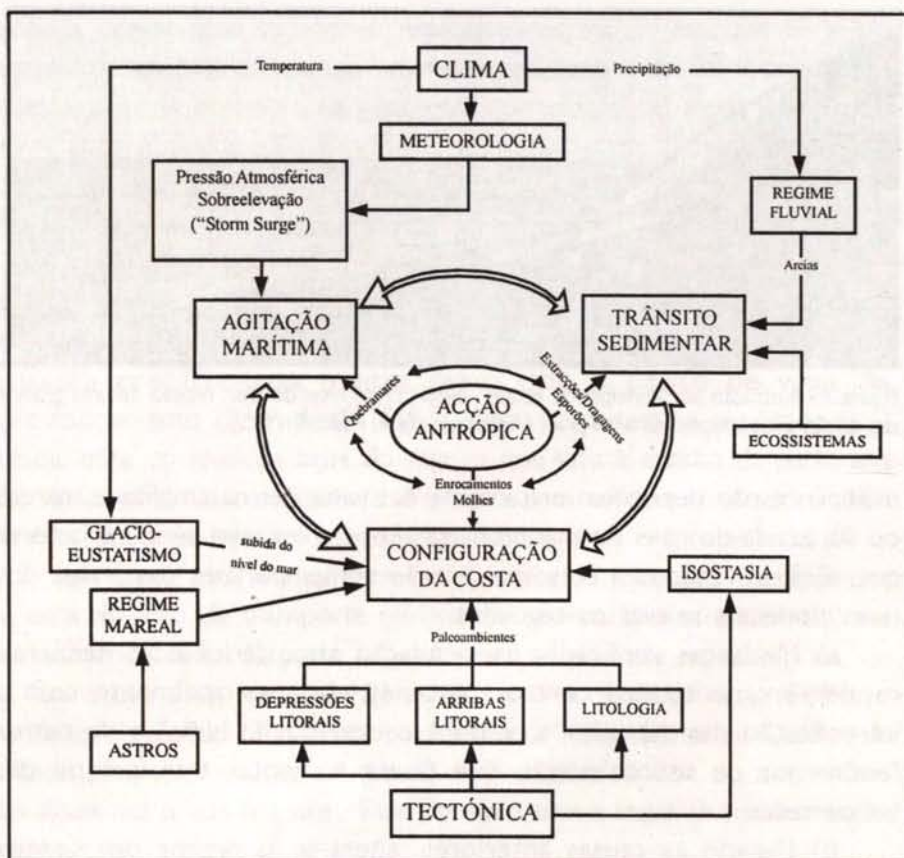 Temperatura
CLIMA
Precipitação
METEOROLOGIA
Pressão Atmosférica
Sobreelevação
("Storm Surge")
REGIME
FLUVIAL
Areias
AGITAÇÃO
MARÍTIMA
TRÂNSITO
SEDIMENTAR
Quebramares
Extracções/Dragagens
Esporões
ACÇÃO
ANTRÓPICA
ECOSSISTEMAS
Enrocamentos
Molhes
GLACIO-
EUSTATISMO
subida do
nível do mar
CONFIGURAÇÃO
DA COSTA
ISOSTASIA
REGIME
MAREAL
Paleoambientes
DEPRESSÕES
LITORAIS
ARRIBAS
LITORAIS
LITOLOGIA
ASTROS
TECTÓNICA